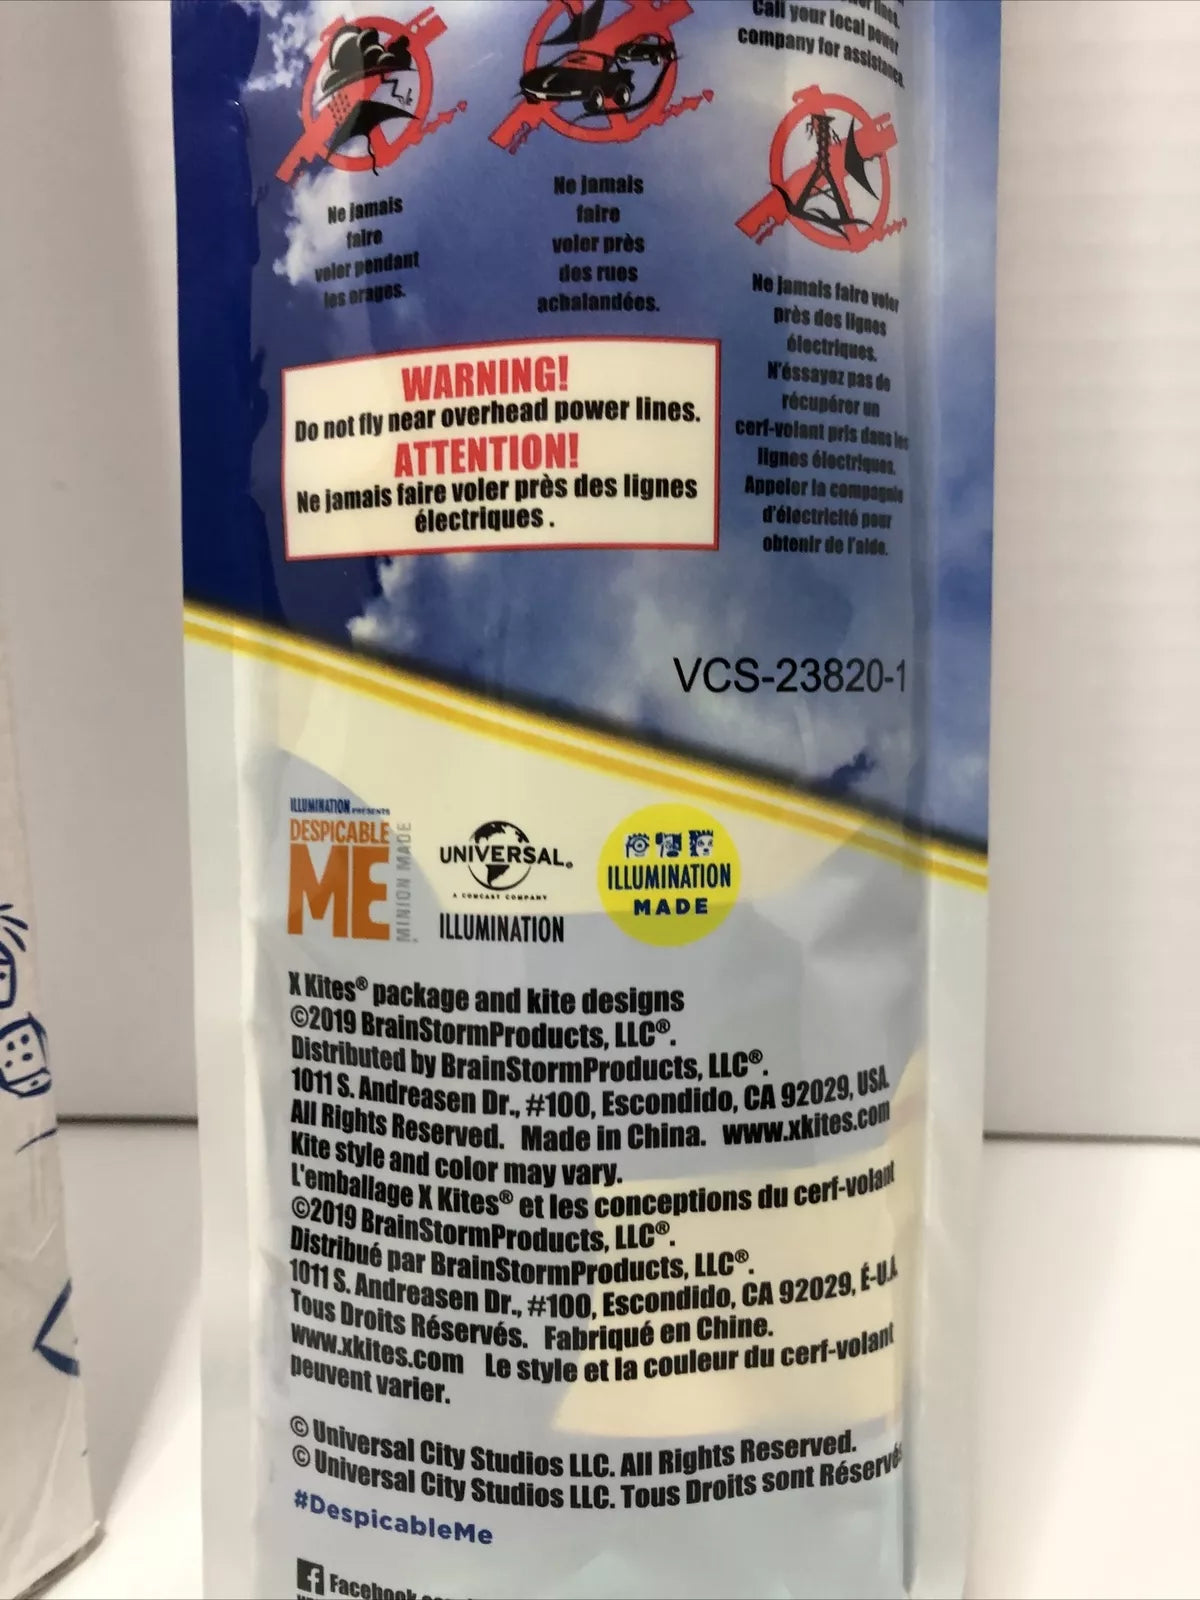 Call your local power
company for assistance.
Ne jamais
faire
voler pendant
les orages.
Ne jamais
faire
voler près
des rues
achalandées.
Ne jamais faire voler
près des lignes
électriques.
N'éssayez pas de
récupérer un
cerf-volant pris dans les
lignes électriques.
Appeler la compagnie
d'électricité pour
obtenir de l'aide.
WARNING!
Do not fly near overhead power lines.
ATTENTION!
Ne jamais faire voler près des lignes
électriques .
VCS-23820-1
ILLUMINATION PRESENTS
DESPICABLE
ME
MINION MADE
UNIVERSAL
A COMCAST COMPANY
ILLUMINATION
ILLUMINATION
MADE
X Kites® package and kite designs
©2019 BrainStormProducts, LLC®.
Distributed by BrainStormProducts, LLC®.
1011 S. Andreasen Dr., #100, Escondido, CA 92029, USA
All Rights Reserved. Made in China. www.xkites.com
Kite style and color may vary.
L'emballage X Kites® et les conceptions du cerf-volant
©2019 BrainStormProducts, LLC®.
Distribué par BrainStormProducts, LLC®.
1011 S. Andreasen Dr., #100, Escondido, CA 92029, É-U.A
Tous Droits Réservés. Fabriqué en Chine.
www.xkites.com Le style et la couleur du cerf-volant
peuvent varier.
© Universal City Studios LLC. All Rights Reserved.
© Universal City Studios LLC. Tous Droits sont Réservé
#DespicableMe
Facebook